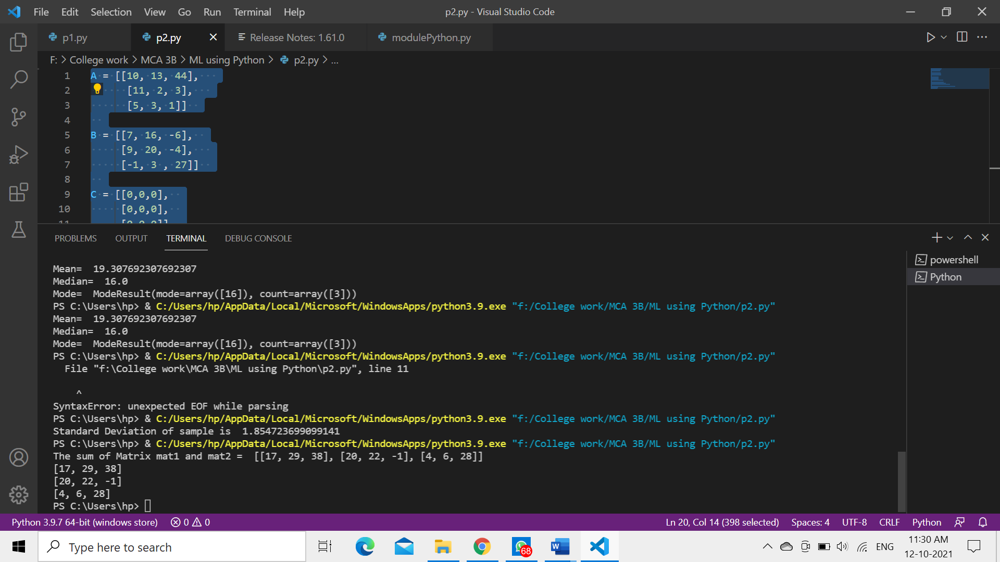 File Edit Selection View Go Run Terminal Help p2.py - Visual Studio Code
p1.py p2.py Release Notes: 1.61.0 modulePython.py
F: > College work > MCA 3B > ML using Python > p2.py > ...
1 A = [[10, 13, 44],
2 [11, 2, 3],
3 [5, 3, 1]]
4
5 B = [[7, 16, -6],
6 [9, 20, -4],
7 [-1, 3 , 27]]
8
9 C = [[0,0,0],
10 [0,0,0],
11 [0,0,0]]
PROBLEMS OUTPUT TERMINAL DEBUG CONSOLE
powershell
Python
Mean=  19.307692307692307
Median=  16.0
Mode=  ModeResult(mode=array([16]), count=array([3]))
PS C:\Users\hp> & C:/Users/hp/AppData/Local/Microsoft/WindowsApps/python3.9.exe "f:/College work/MCA 3B/ML using Python/p2.py"
Mean=  19.307692307692307
Median=  16.0
Mode=  ModeResult(mode=array([16]), count=array([3]))
PS C:\Users\hp> & C:/Users/hp/AppData/Local/Microsoft/WindowsApps/python3.9.exe "f:/College work/MCA 3B/ML using Python/p2.py"
File "f:\College work\MCA 3B\ML using Python\p2.py", line 11
^
SyntaxError: unexpected EOF while parsing
PS C:\Users\hp> & C:/Users/hp/AppData/Local/Microsoft/WindowsApps/python3.9.exe "f:/College work/MCA 3B/ML using Python/p2.py"
Standard Deviation of sample is  1.854723699099141
PS C:\Users\hp> & C:/Users/hp/AppData/Local/Microsoft/WindowsApps/python3.9.exe "f:/College work/MCA 3B/ML using Python/p2.py"
The sum of Matrix mat1 and mat2 =  [[17, 29, 38], [20, 22, -1], [4, 6, 28]]
[17, 29, 38]
[20, 22, -1]
[4, 6, 28]
PS C:\Users\hp>
Python 3.9.7 64-bit (windows store) 0 0 Ln 20, Col 14 (398 selected) Spaces: 4 UTF-8 CRLF Python
Type here to search 68 W ENG 11:30 AM
12-10-2021